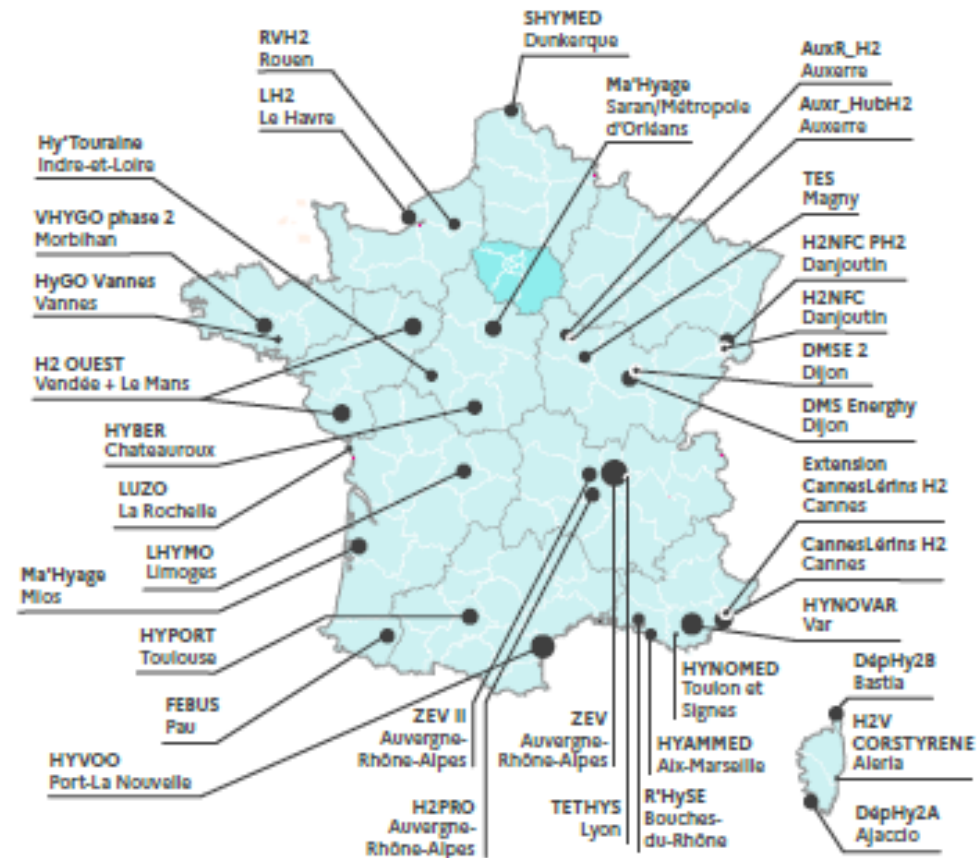 SHYMED
Dunkerque
RVH2
Rouen
AuxR_H2
Auxerre
Ma'Hyage
Saran/Métropole
d'Orléans
LH2
Le Havre
Auxr_HubH2
Auxerre
Hy'Touraine
Indre-et-Loire
TES
Magny
VHYGO phase 2
Morbihan
H2NFC PH2
Danjoutin
HyGO Vannes
Vannes
H2NFC
Danjoutin
H2 OUEST
Vendée + Le Mans
DMSE 2
Dijon
DMS Energhy
Dijon
HYBER
Chateauroux
Extension
CannesLérins H2
Cannes
LUZO
La Rochelle
CannesLérins H2
Cannes
LHYMO
Limoges
Ma'Hyage
Mios
HYNOVAR
Var
HYPORT
Toulouse
DépHy2B
Bastia
HYNOMED
Toulon et
Signes
FEBUS
Pau
ZEV II
Auvergne-
Rhône-Alpes
ZEV
Auvergne-
Rhône-Alpes
H2V
CORSTYRENE
Aleria
HYAMMED
Aix-Marseille
HYVOO
Port-La Nouvelle
H2PRO
Auvergne-
Rhône-Alpes
TETHYS
Lyon
R'HySE
Bouches-
du-Rhône
DépHy2A
Ajaccio